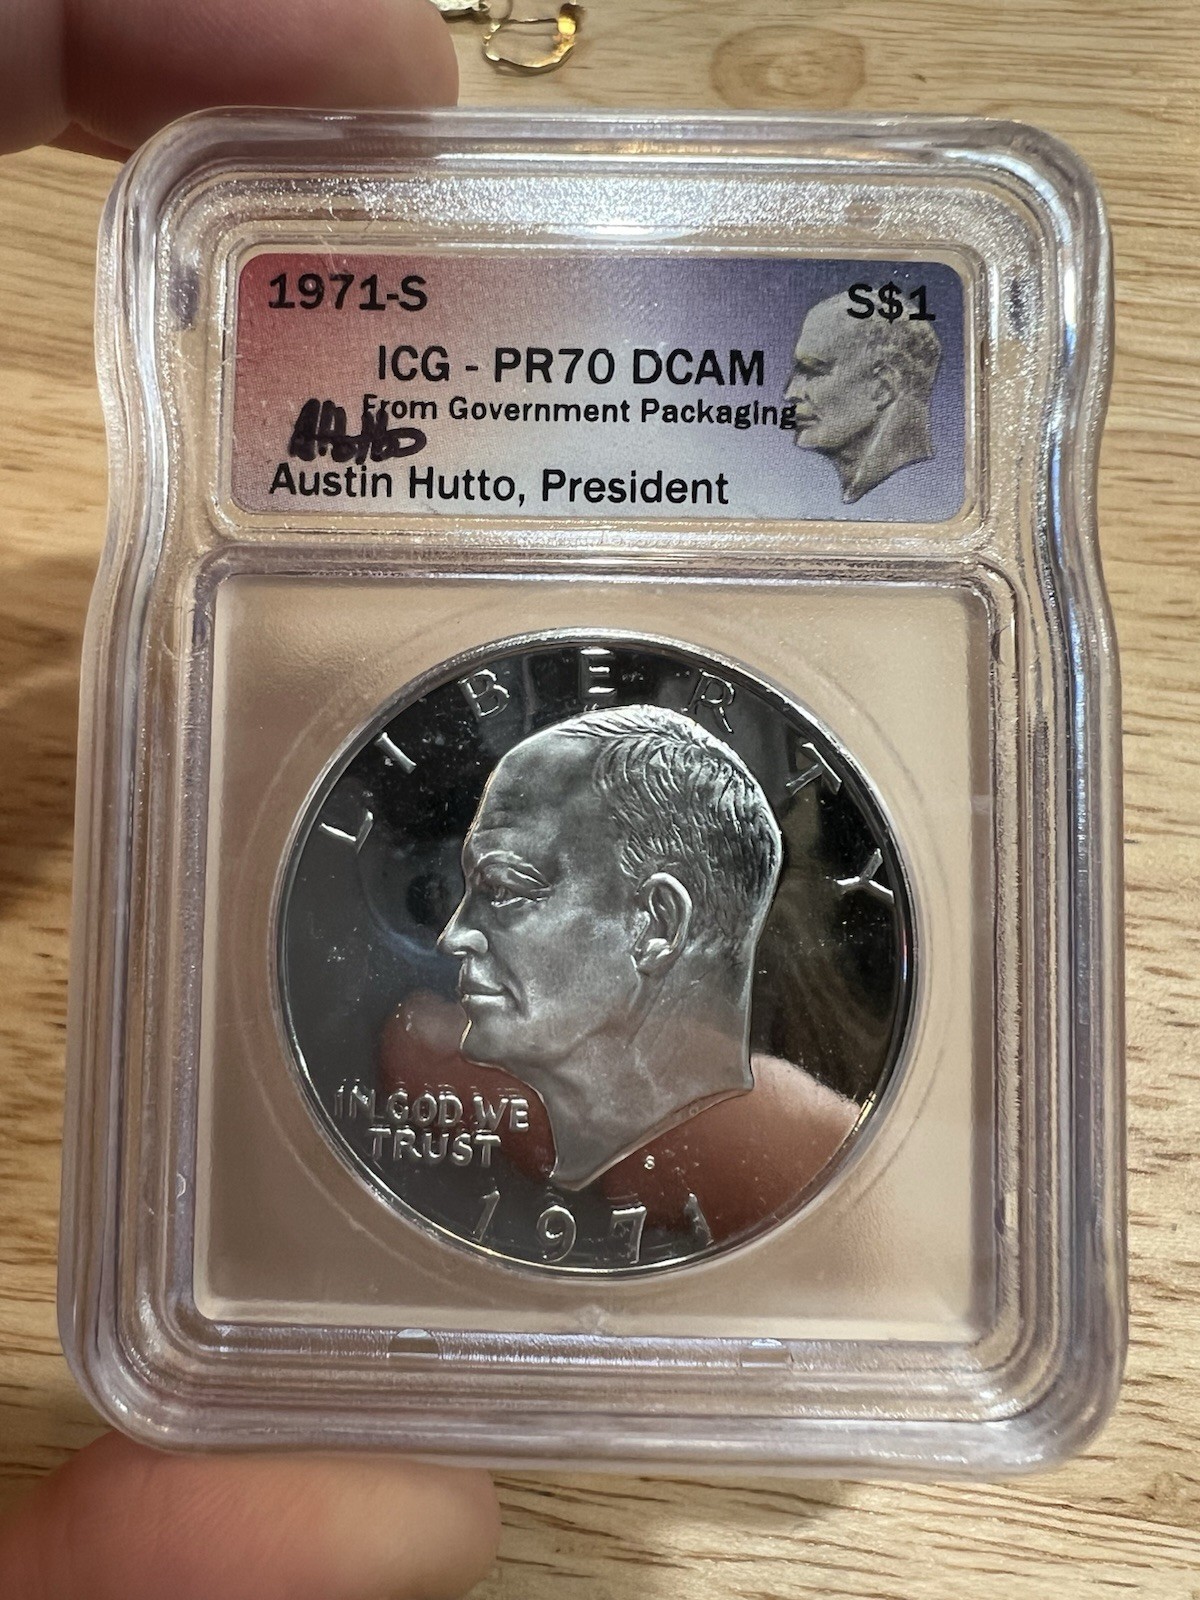 1971-S S$1
ICG - PR70 DCAM
From Government Packaging
Austin Hutto, President
LIBERTY
IN GOD WE
TRUST
S
1971